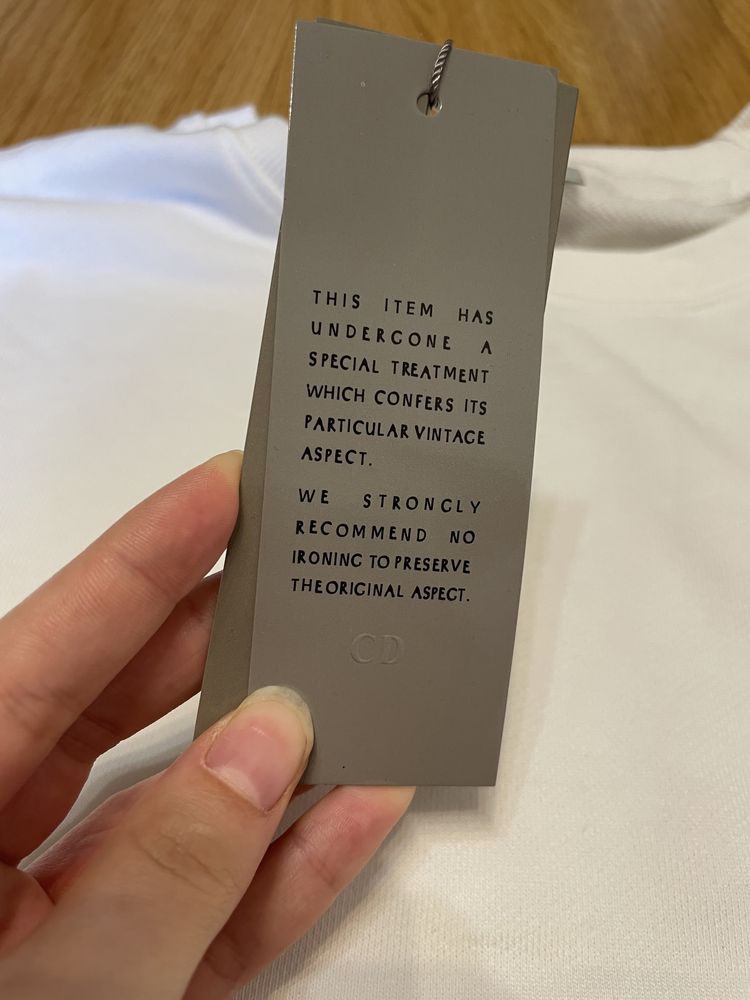 THIS ITEM HAS
UNDERGONE A
SPECIAL TREATMENT
WHICH CONFERS ITS
PARTICULAR VINTAGE
ASPECT.
WE STRONGLY
RECOMMEND NO
IRONING TO PRESERVE
THE ORIGINAL ASPECT.
CD